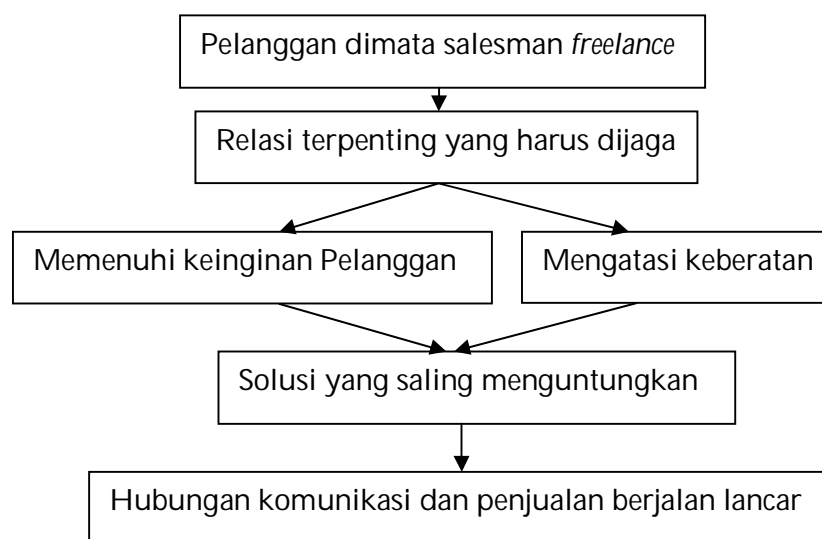 Pelanggan dimata salesman freelance
Relasi terpenting yang harus dijaga
Memenuhi keinginan Pelanggan
Mengatasi keberatan
Solusi yang saling menguntungkan
Hubungan komunikasi dan penjualan berjalan lancar